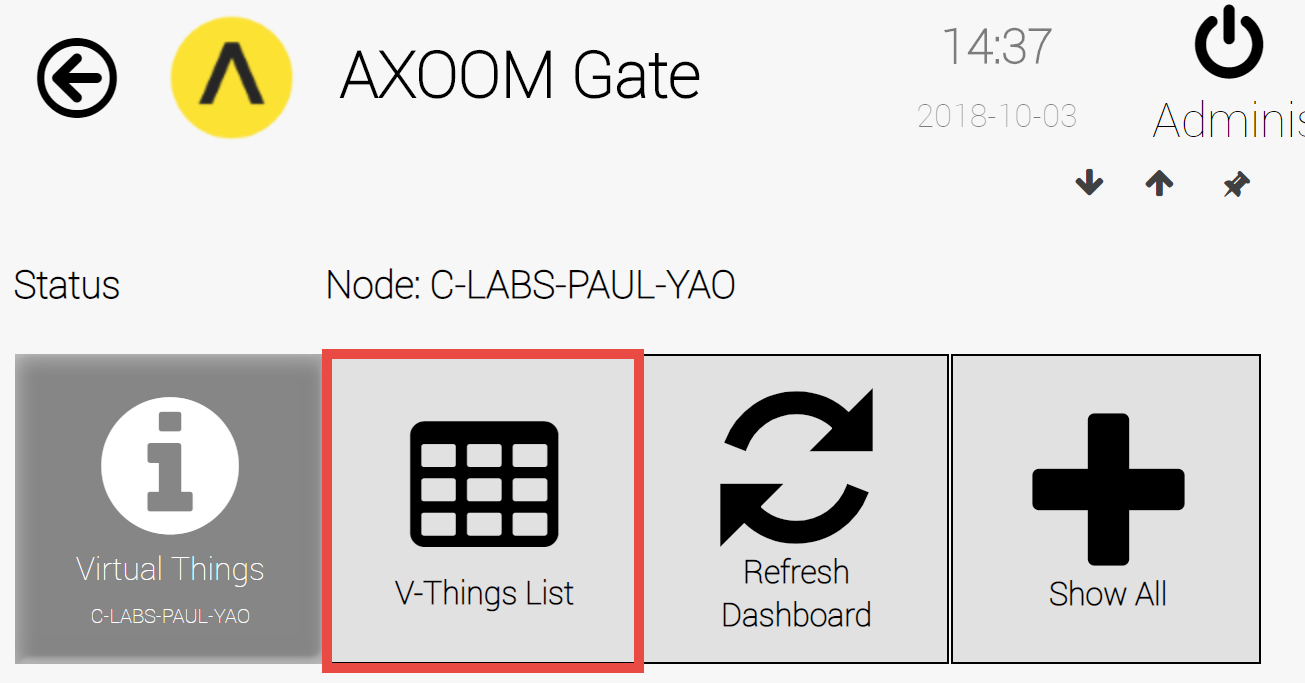 AXOOM Gate
14:37
2018-10-03
Adminis
Status
Node: C-LABS-PAUL-YAO
Virtual Things
C-LABS-PAUL-YAO
V-Things List
Refresh
Dashboard
Show All